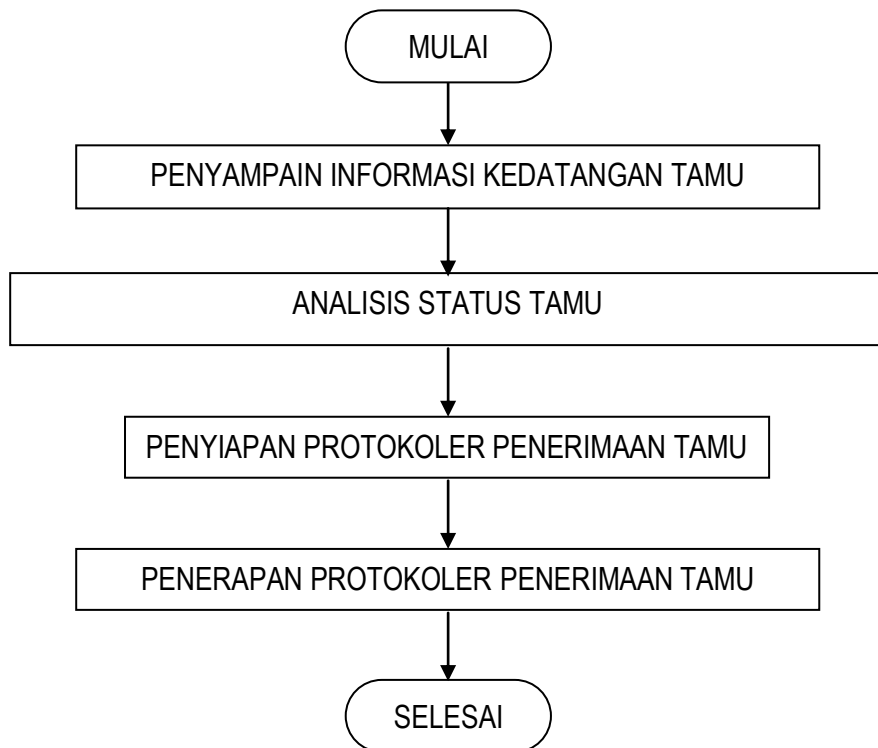 MULAI
PENYAMPAIN INFORMASI KEDATANGAN TAMU
ANALISIS STATUS TAMU
PENYIAPAN PROTOKOLER PENERIMAAN TAMU
PENERAPAN PROTOKOLER PENERIMAAN TAMU
SELESAI